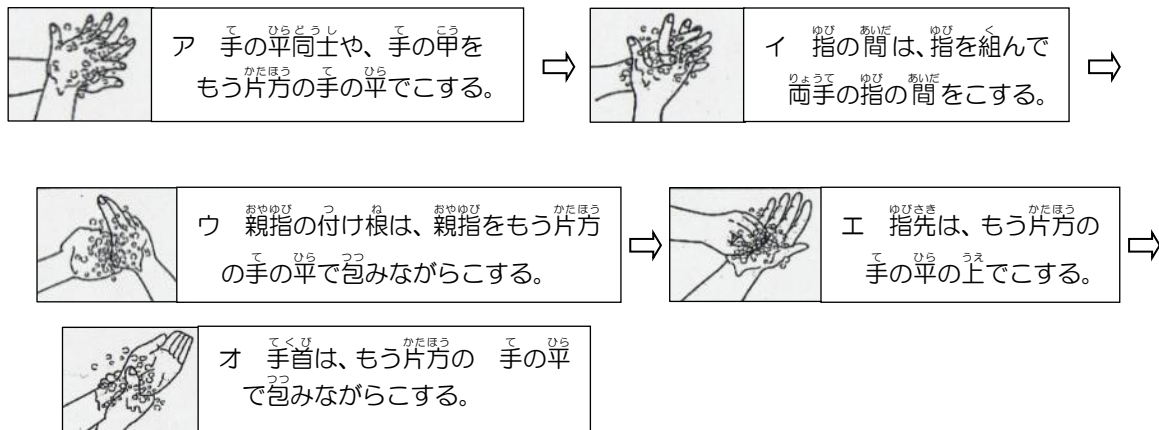 ア　手の平同士や、手の甲を
もう片方の手の平でこする。
イ　指の間は、指を組んで
両手の指の間をこする。
ウ　親指の付け根は、親指をもう片方
の手の平で包みながらこする。
エ　指先は、もう片方の
手の平の上でこする。
オ　手首は、もう片方の　手の平
で包みながらこする。